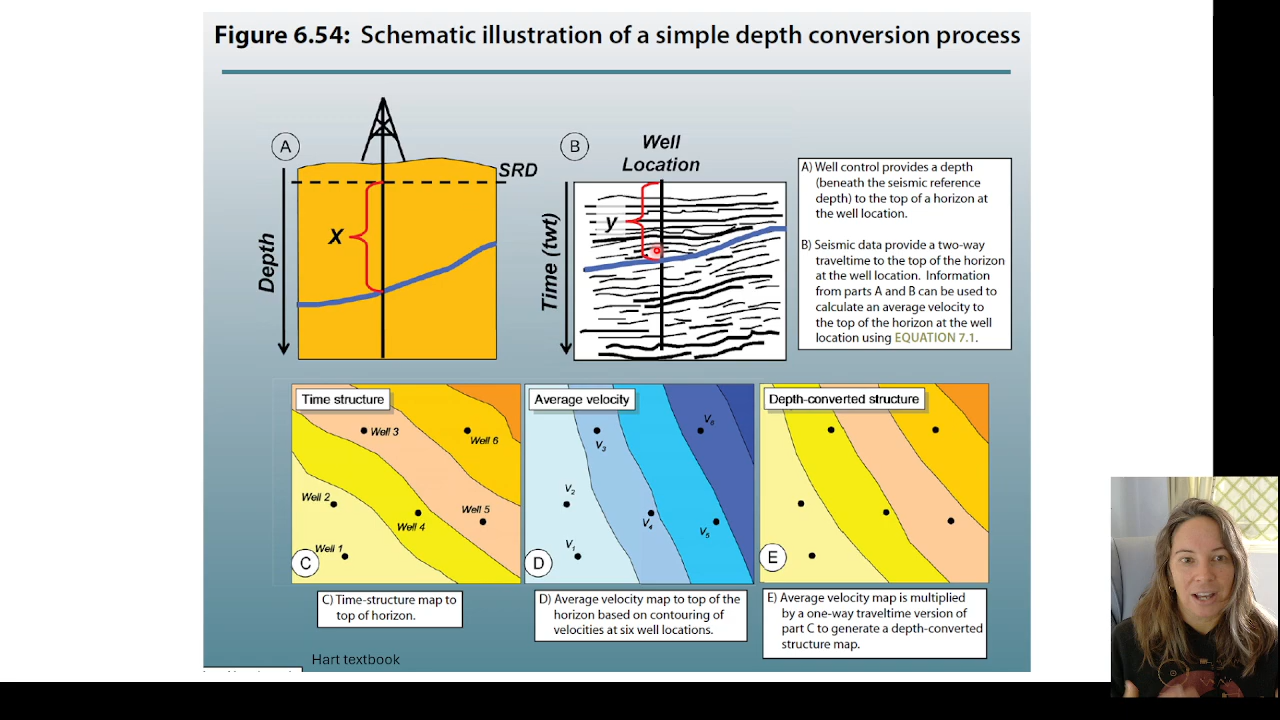 Figure 6.54: Schematic illustration of a simple depth conversion process
A
SRD
X
Depth
B
Well
Location
y
Time (twt)
A) Well control provides a depth
(beneath the seismic reference
depth) to the top of a horizon at
the well location.
B) Seismic data provide a two-way
traveltime to the top of the horizon
at the well location. Information
from parts A and B can be used to
calculate an average velocity to
the top of the horizon at the well
location using EQUATION 7.1.
Time structure
Well 3
Well 6
Well 2
Well 5
Well 4
Well 1
C
Average velocity
V6
V3
V2
V4
V5
V1
D
Depth-converted structure
E
C) Time-structure map to
top of horizon.
D) Average velocity map to top of the
horizon based on contouring of
velocities at six well locations.
E) Average velocity map is multiplied
by a one-way traveltime version of
part C to generate a depth-converted
structure map.
Hart textbook